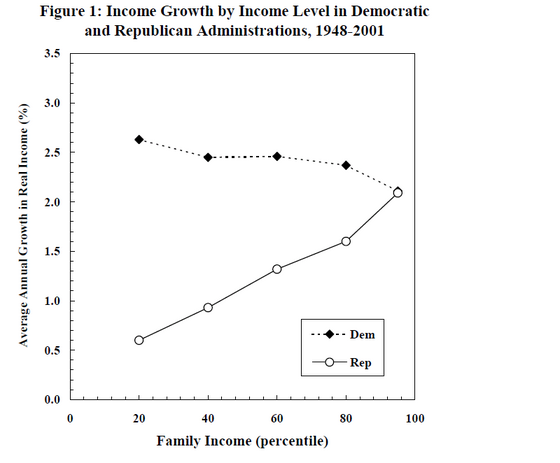 Figure 1: Income Growth by Income Level in Democratic
and Republican Administrations, 1948-2001
Average Annual Growth in Real Income (%)
3.5
3.0
2.5
2.0
1.5
1.0
0.5
0.0
Dem
Rep
0 20 40 60 80 100
Family Income (percentile)